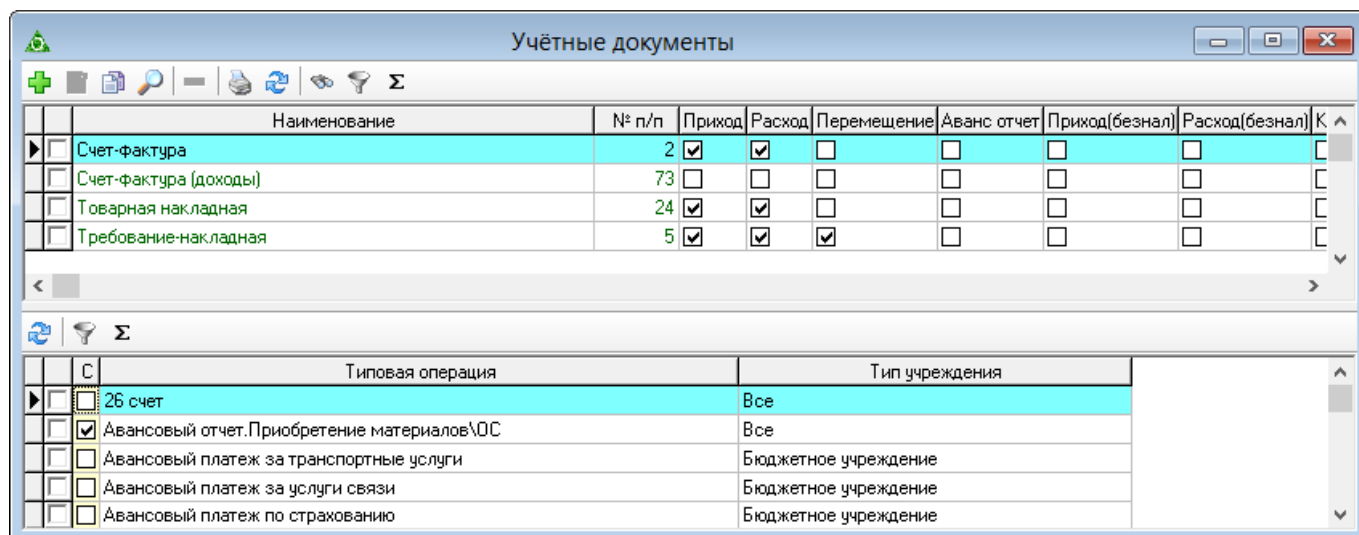 Учётные документы
Σ
Наименование № п/п Приход Расход Перемещение Аванс отчет Приход(безнал) Расход(безнал) К
Счет-фактура 2
Счет-фактура (доходы) 73
Товарная накладная 24
Требование-накладная 5
Σ
С Типовая операция Тип учреждения
26 счет Все
Авансовый отчет.Приобретение материалов\ОС Все
Авансовый платеж за транспортные услуги Бюджетное учреждение
Авансовый платеж за услуги связи Бюджетное учреждение
Авансовый платеж по страхованию Бюджетное учреждение